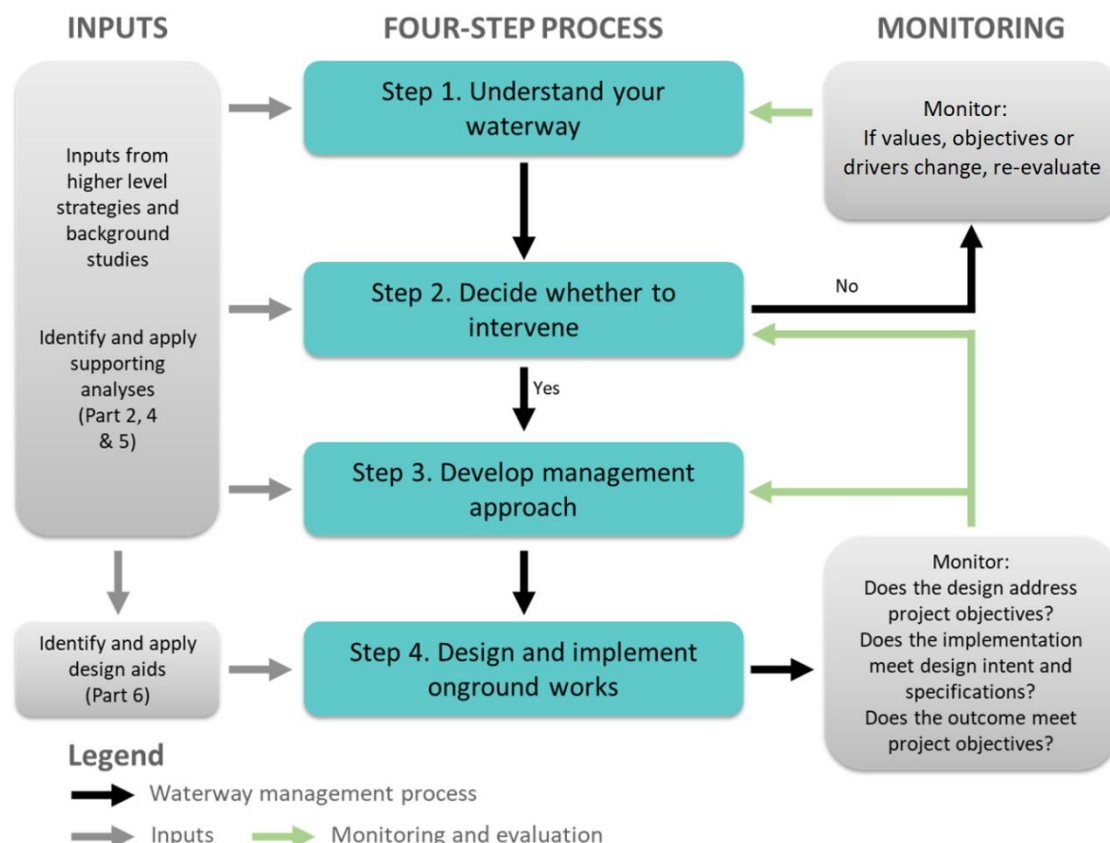 INPUTS
FOUR-STEP PROCESS
MONITORING
Inputs from
higher level
strategies and
background
studies
Identify and apply
supporting
analyses
(Part 2, 4
& 5)
Identify and apply
design aids
(Part 6)
Step 1. Understand your
waterway
Step 2. Decide whether to
intervene
No
Yes
Step 3. Develop management
approach
Step 4. Design and implement
onground works
Monitor:
If values, objectives or
drivers change, re-evaluate
Monitor:
Does the design address
project objectives?
Does the implementation
meet design intent and
specifications?
Does the outcome meet
project objectives?
Legend
Waterway management process
Inputs
Monitoring and evaluation